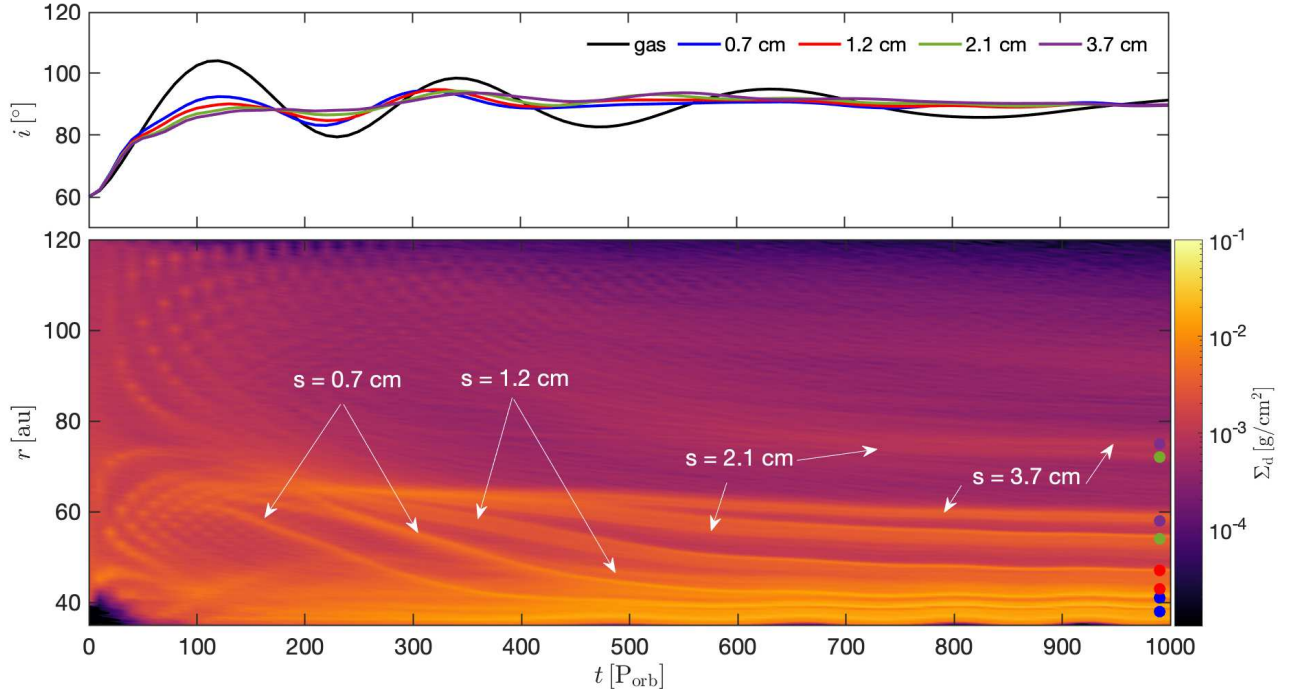 120
gas 0.7 cm 1.2 cm 2.1 cm 3.7 cm
100
i [°]
80
60
120
10^-1
100
10^-2
s = 0.7 cm s = 1.2 cm
r [au]
80
10^-3
Σ_d [g/cm^2]
s = 2.1 cm
s = 3.7 cm
60
10^-4
40
0 100 200 300 400 500 600 700 800 900 1000
t [P_orb]